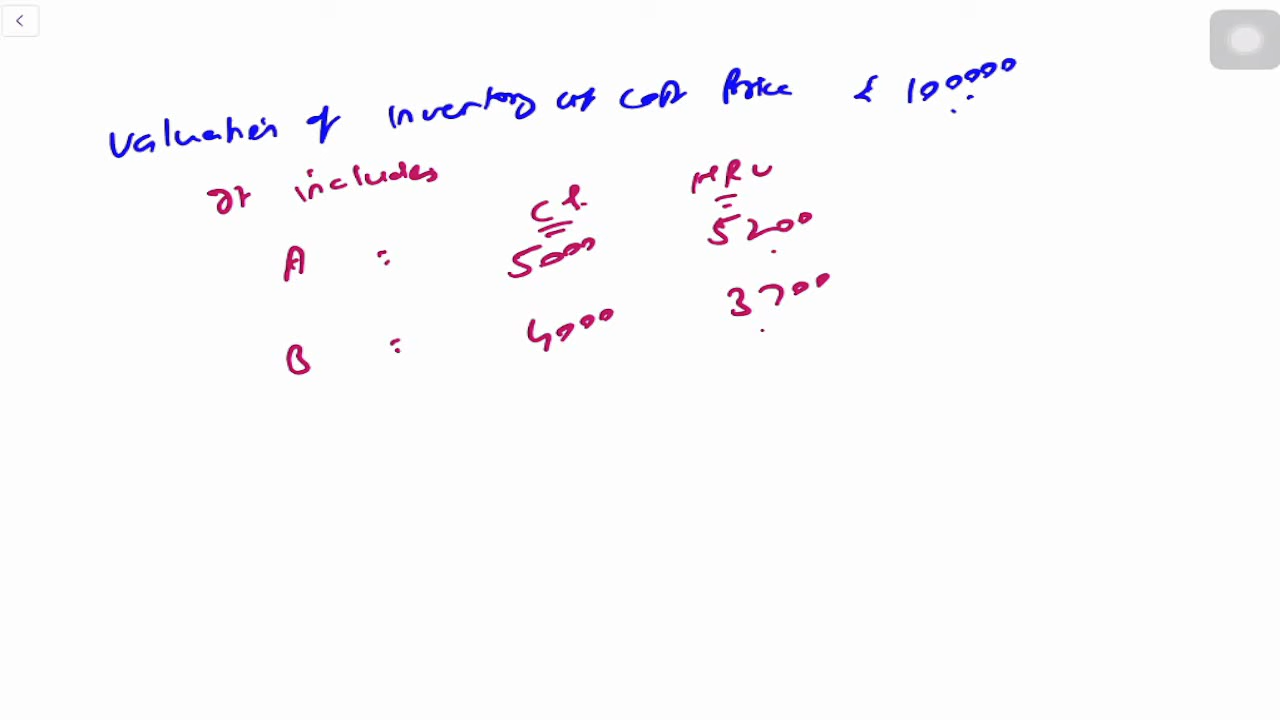 Valuation of inventory at cost Price £ 100000
It includes
C.P. NRV
A : 5000 5200
B : 4000 3700